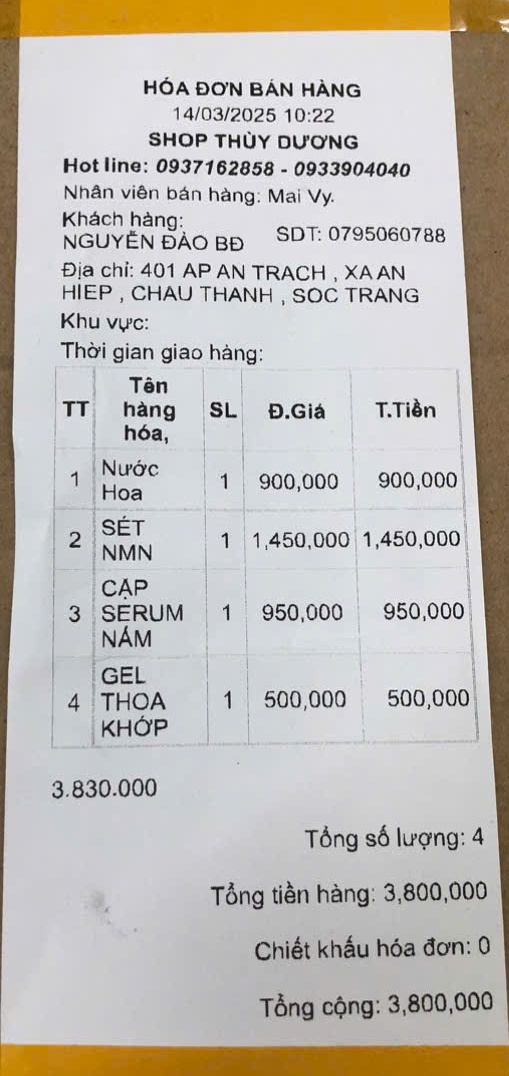 HÓA ĐƠN BÁN HÀNG
14/03/2025 10:22
SHOP THÙY DƯƠNG
Hot line: 0937162858 - 0933904040
Nhân viên bán hàng: Mai Vy.
Khách hàng:
NGUYỄN ĐÀO BĐ SDT: 0795060788
Địa chỉ: 401 AP AN TRACH , XA AN
HIEP , CHAU THANH , SOC TRANG
Khu vực:
Thời gian giao hàng:
TT Tên hàng hóa, SL Đ.Giá T.Tiền
1 Nước Hoa 1 900,000 900,000
2 SÉT NMN 1 1,450,000 1,450,000
3 CẶP SERUM NÁM 1 950,000 950,000
4 GEL THOA KHỚP 1 500,000 500,000
3.830.000
Tổng số lượng: 4
Tổng tiền hàng: 3,800,000
Chiết khấu hóa đơn: 0
Tổng cộng: 3,800,000